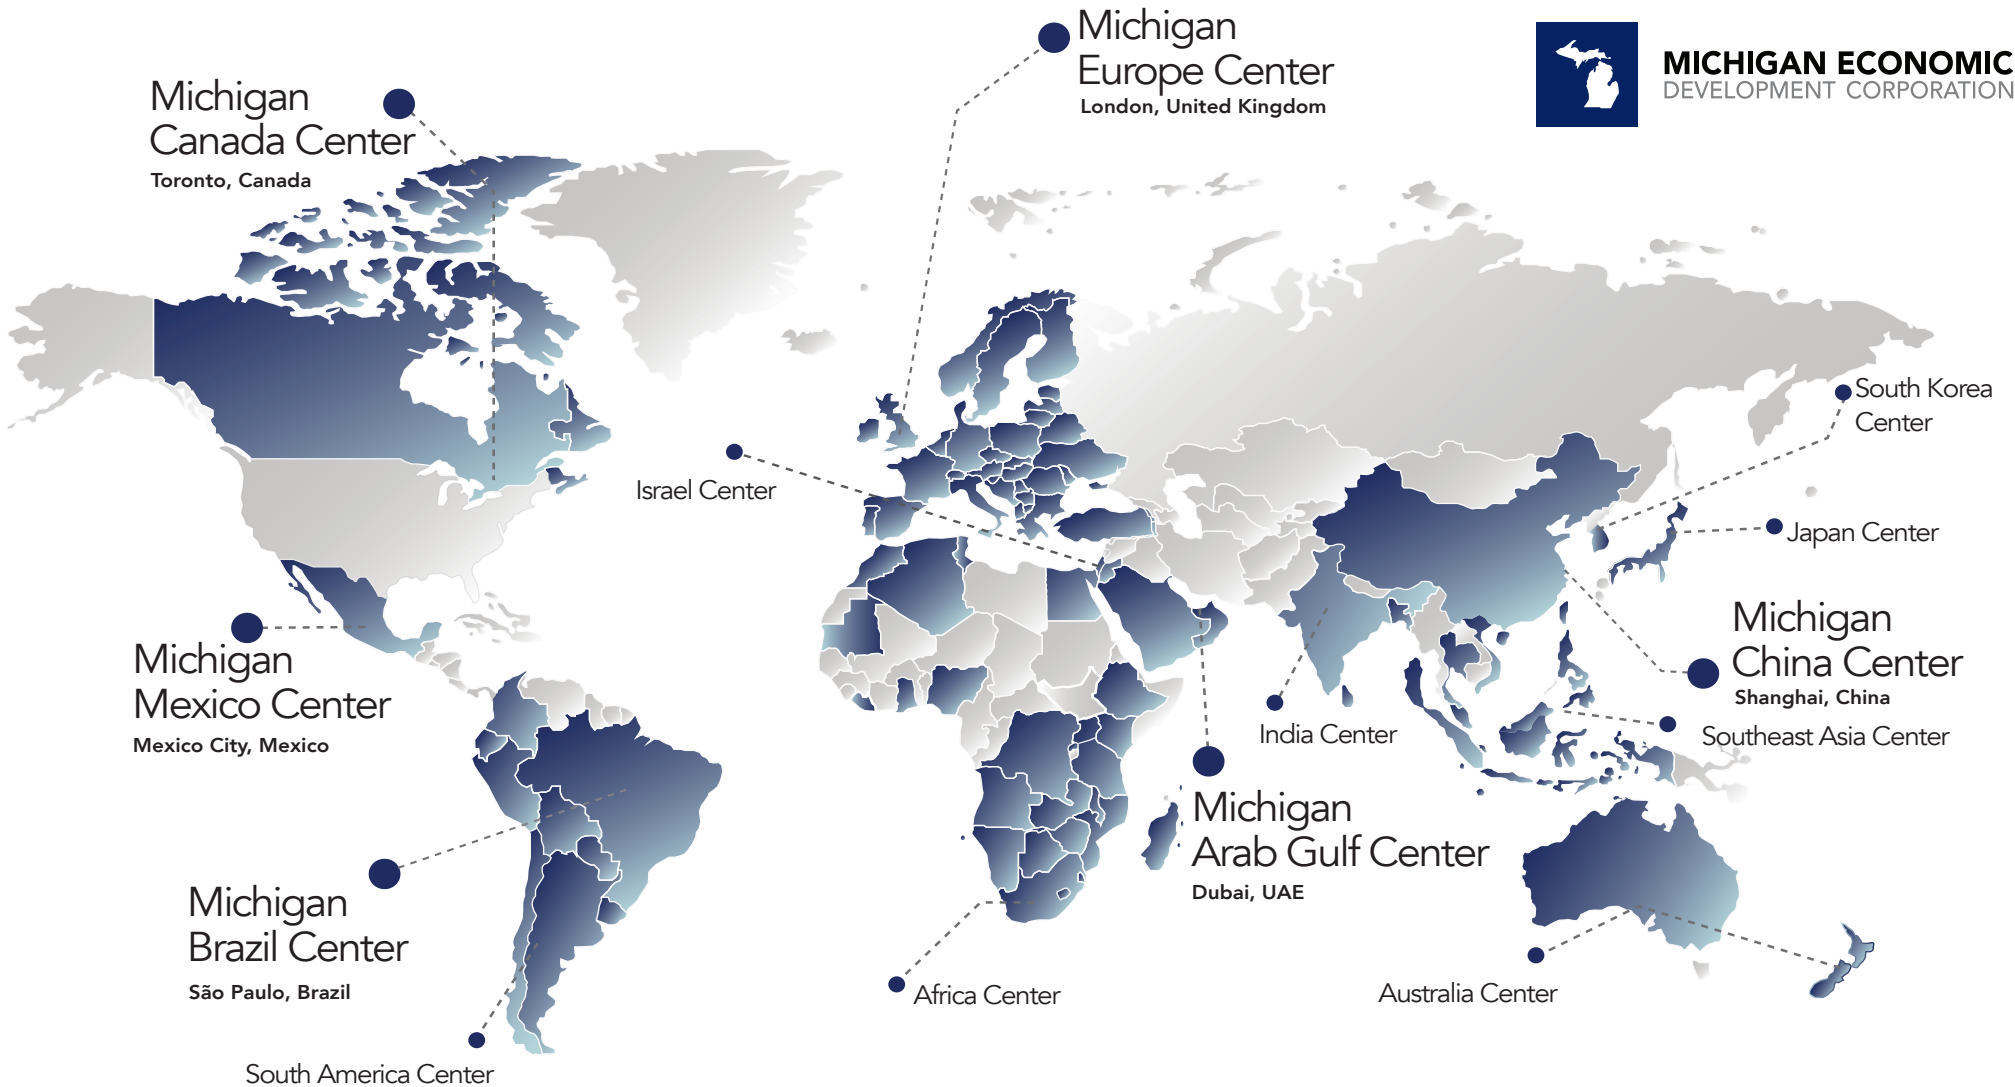 Michigan
Europe Center
London, United Kingdom
MICHIGAN ECONOMIC
DEVELOPMENT CORPORATION
Michigan
Canada Center
Toronto, Canada
South Korea
Center
Israel Center
Japan Center
Michigan
China Center
Shanghai, China
Michigan
Mexico Center
Mexico City, Mexico
India Center
Southeast Asia Center
Michigan
Arab Gulf Center
Dubai, UAE
Michigan
Brazil Center
São Paulo, Brazil
Africa Center
Australia Center
South America Center